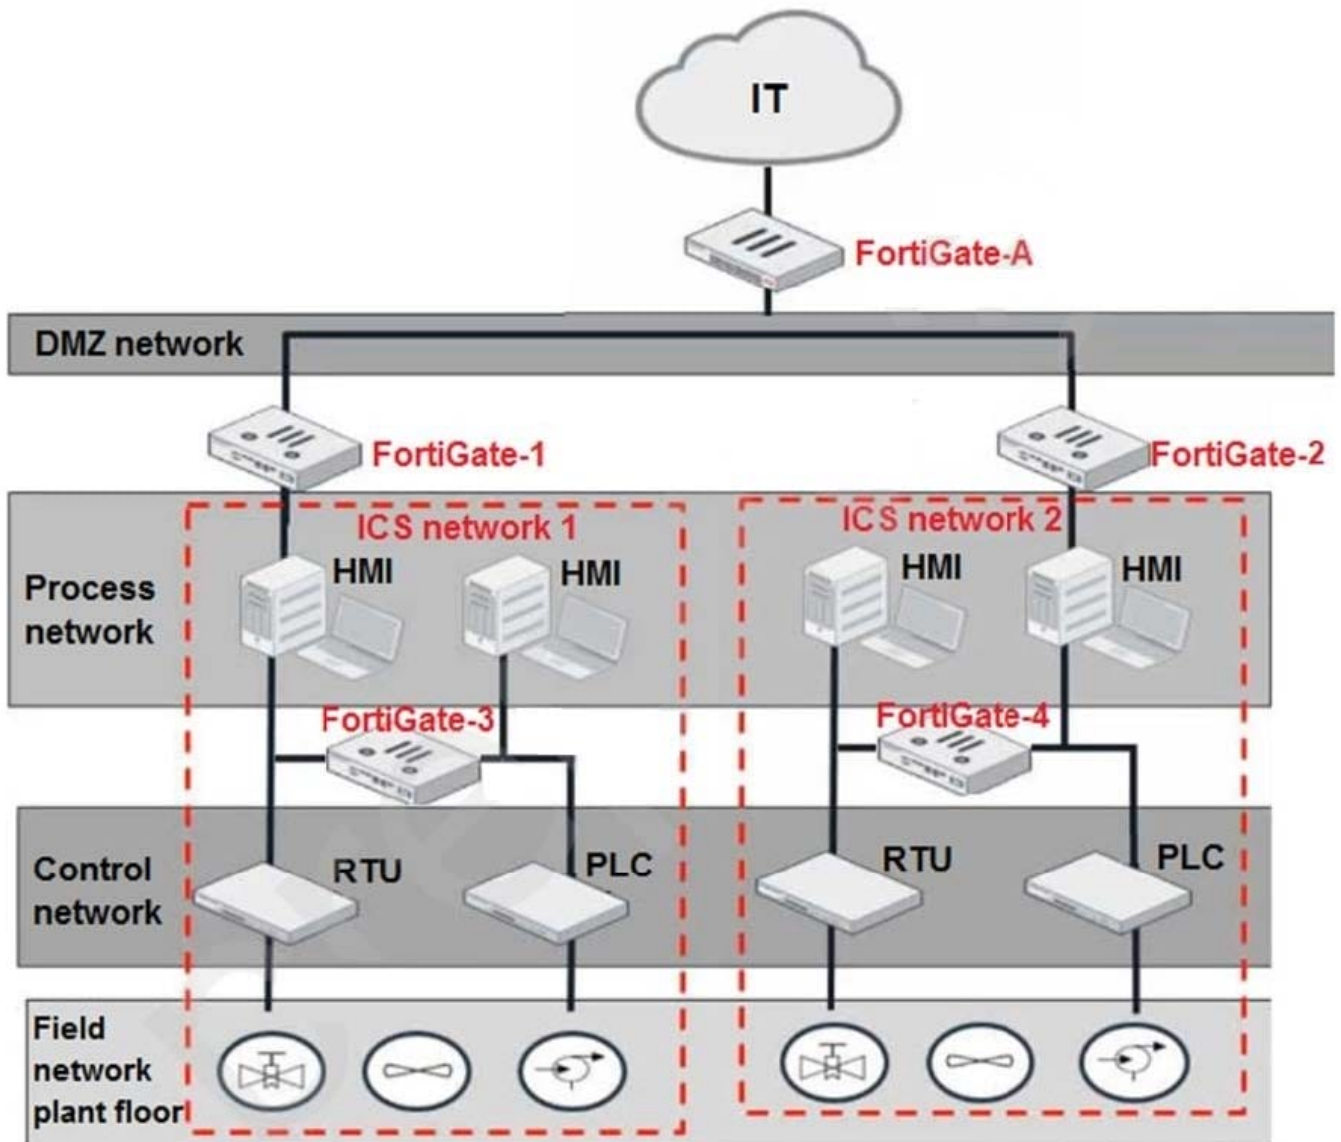 IT
FortiGate-A
DMZ network
FortiGate-1
FortiGate-2
ICS network 1
ICS network 2
Process
network
HMI
HMI
HMI
HMI
FortiGate-3
FortiGate-4
Control
network
RTU
PLC
RTU
PLC
Field
network
plant floor